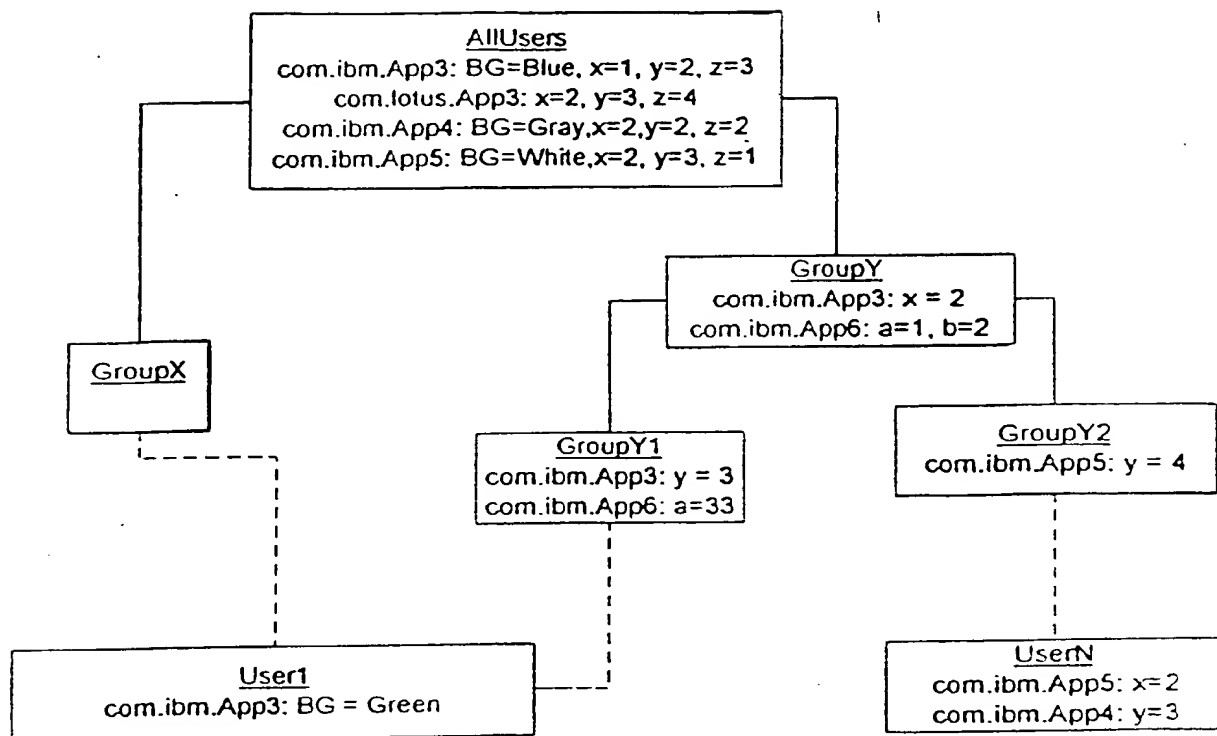 AllUsers
com.ibm.App3: BG=Blue, x=1, y=2, z=3
com.lotus.App3: x=2, y=3, z=4
com.ibm.App4: BG=Gray,x=2,y=2, z=2
com.ibm.App5: BG=White,x=2, y=3, z=1
GroupY
com.ibm.App3: x = 2
com.ibm.App6: a=1, b=2
GroupX
GroupY1
com.ibm.App3: y = 3
com.ibm.App6: a=33
GroupY2
com.ibm.App5: y = 4
User1
com.ibm.App3: BG = Green
UserN
com.ibm.App5: x=2
com.ibm.App4: y=3